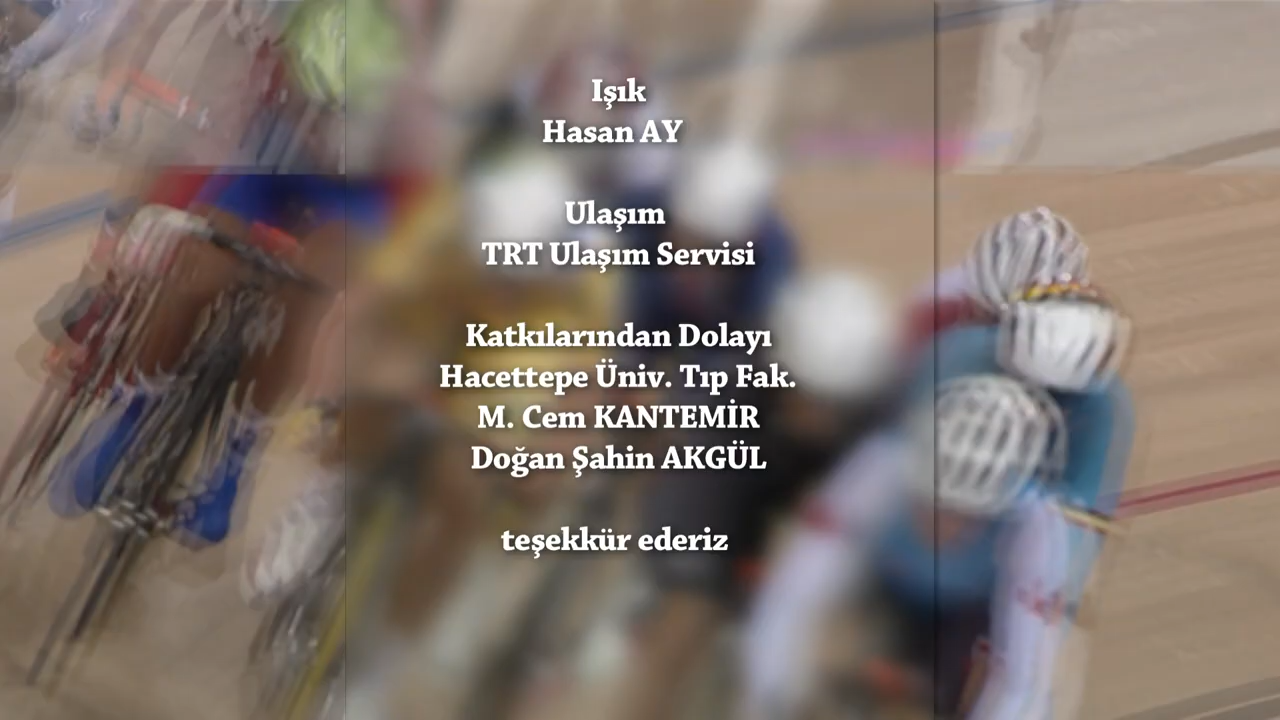 Işık
Hasan AY
Ulaşım
TRT Ulaşım Servisi
Katkılarından Dolayı
Hacettepe Üniv. Tıp Fak.
M. Cem KANTEMİR
Doğan Şahin AKGÜL
teşekkür ederiz